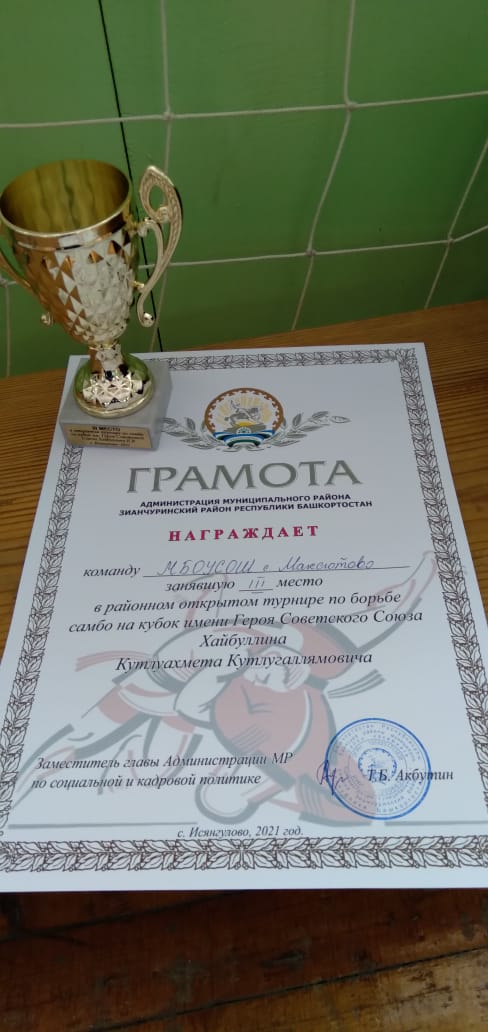 III МЕСТО
ГРАМОТА
АДМИНИСТРАЦИЯ МУНИЦИПАЛЬНОГО РАЙОНА
ЗИАНЧУРИНСКИЙ РАЙОН РЕСПУБЛИКИ БАШКОРТОСТАН
НАГРАЖДАЕТ
команду МБОУСОШ с. Максютово
занявшую III место
в районном открытом турнире по борьбе
самбо на кубок имени Героя Советского Союза
Хайбуллина
Кутлуахмета Кутлугаллямовича
Заместитель главы Администрации МР
по социальной и кадровой политике
Т.Б. Акбутин
с. Исянгулово, 2021 год.